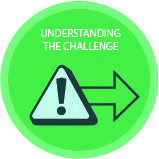 UNDERSTANDING
THE CHALLENGE
!